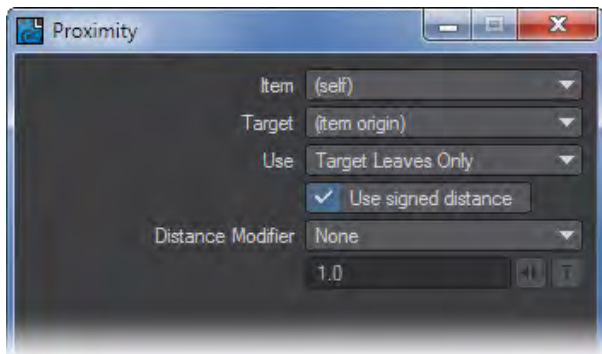 Proximity
Item (self)
Target (item origin)
Use Target Leaves Only
Use signed distance
Distance Modifier None
1.0
T